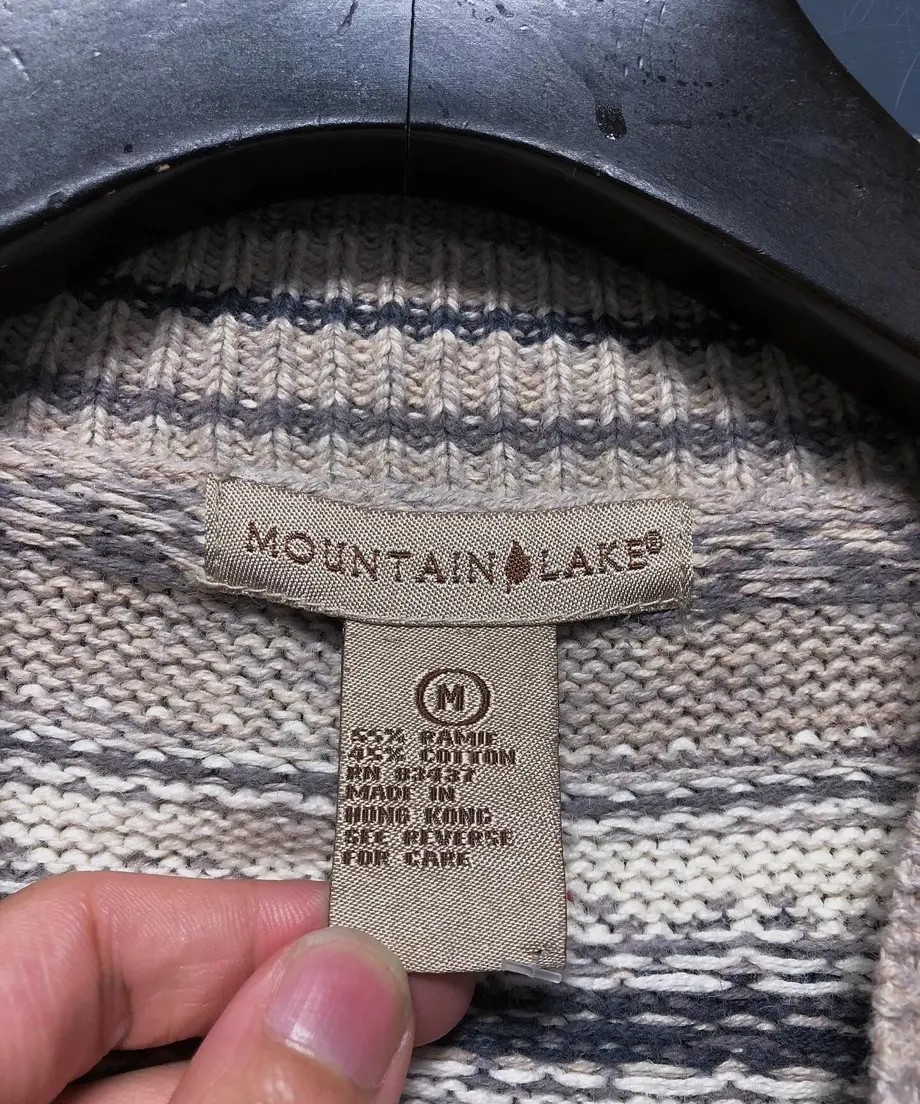 MOUNTAIN LAKE®
M
55% RAMIE
45% COTTON
RN 83437
MADE IN
HONG KONG
SEE REVERSE
FOR CARE